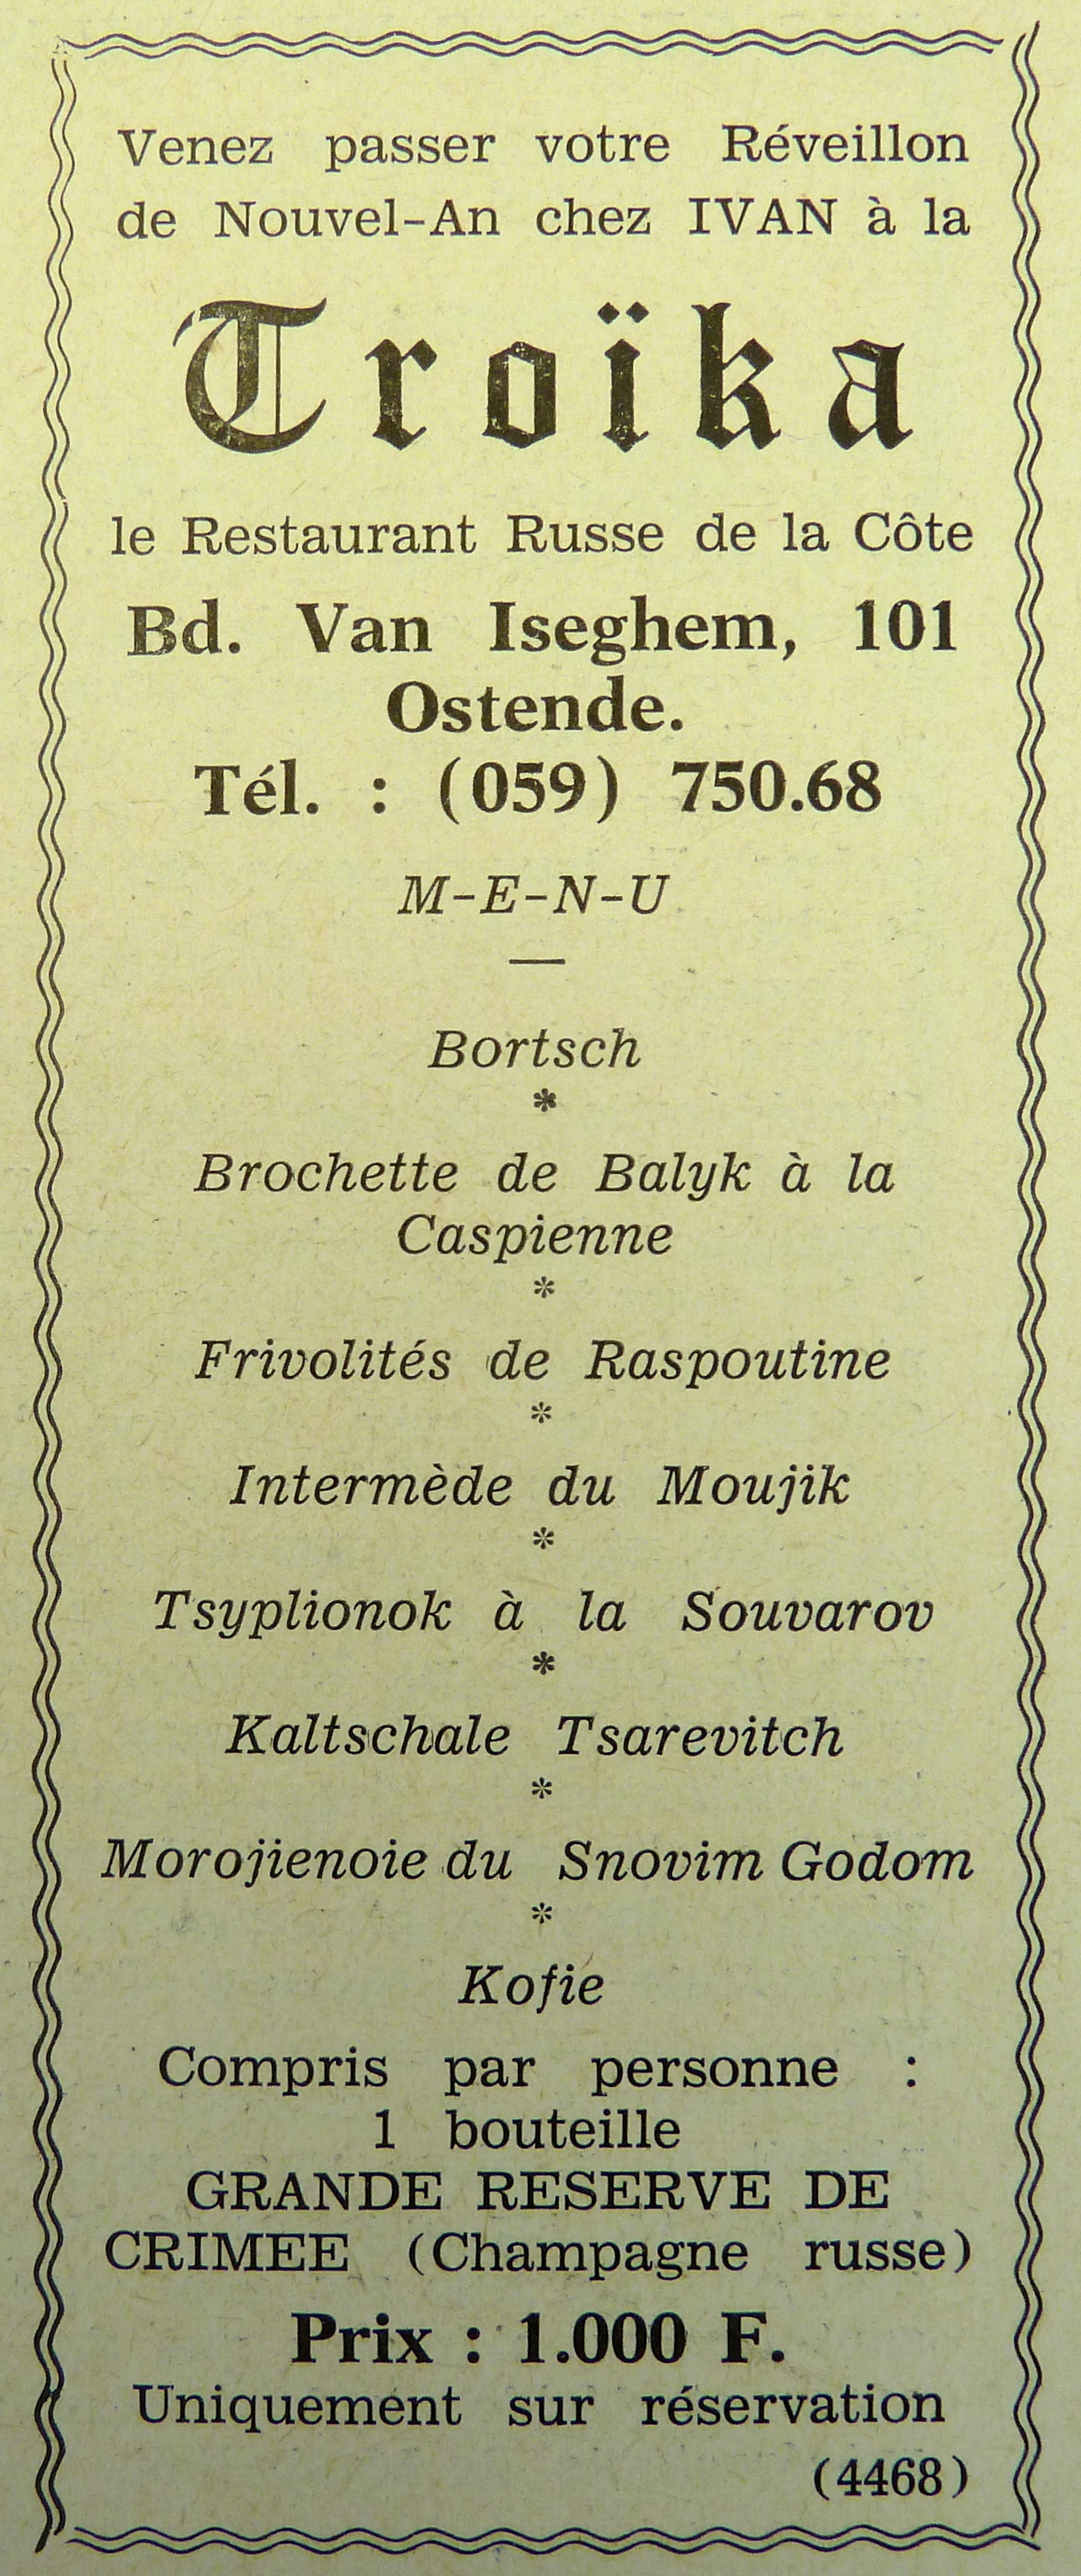 Venez passer votre Réveillon
de Nouvel-An chez IVAN à la
Troïka
le Restaurant Russe de la Côte
Bd. Van Iseghem, 101
Ostende.
Tél. : (059) 750.68
M-E-N-U
—
Bortsch
*
Brochette de Balyk à la
Caspienne
*
Frivolités de Raspoutine
*
Intermède du Moujik
*
Tsyplionok à la Souvarov
*
Kaltschale Tsarevitch
*
Morojienoie du Snovim Godom
*
Kofie
Compris par personne :
1 bouteille
GRANDE RESERVE DE
CRIMEE (Champagne russe)
Prix : 1.000 F.
Uniquement sur réservation
(4468)